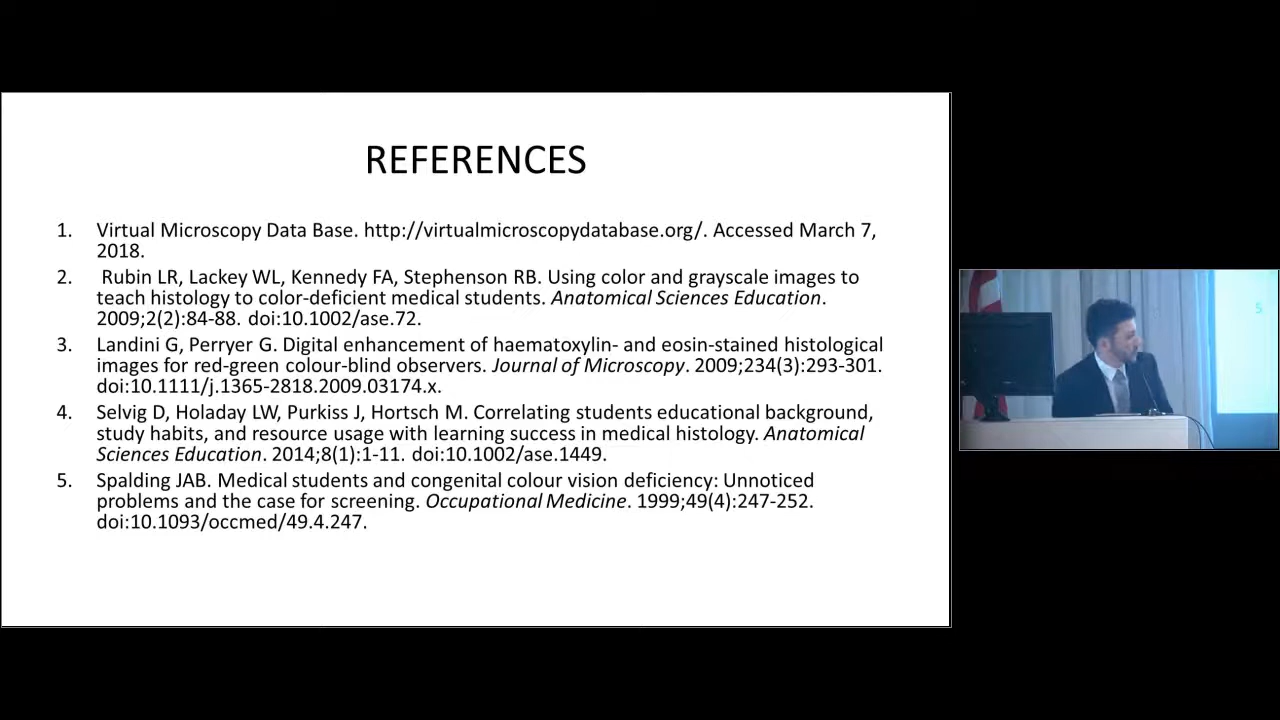 REFERENCES
1. Virtual Microscopy Data Base. http://virtualmicroscopydatabase.org/. Accessed March 7,
2018.
2. Rubin LR, Lackey WL, Kennedy FA, Stephenson RB. Using color and grayscale images to
teach histology to color-deficient medical students. Anatomical Sciences Education.
2009;2(2):84-88. doi:10.1002/ase.72.
3. Landini G, Perryer G. Digital enhancement of haematoxylin- and eosin-stained histological
images for red-green colour-blind observers. Journal of Microscopy. 2009;234(3):293-301.
doi:10.1111/j.1365-2818.2009.03174.x.
4. Selvig D, Holaday LW, Purkiss J, Hortsch M. Correlating students educational background,
study habits, and resource usage with learning success in medical histology. Anatomical
Sciences Education. 2014;8(1):1-11. doi:10.1002/ase.1449.
5. Spalding JAB. Medical students and congenital colour vision deficiency: Unnoticed
problems and the case for screening. Occupational Medicine. 1999;49(4):247-252.
doi:10.1093/occmed/49.4.247.
5